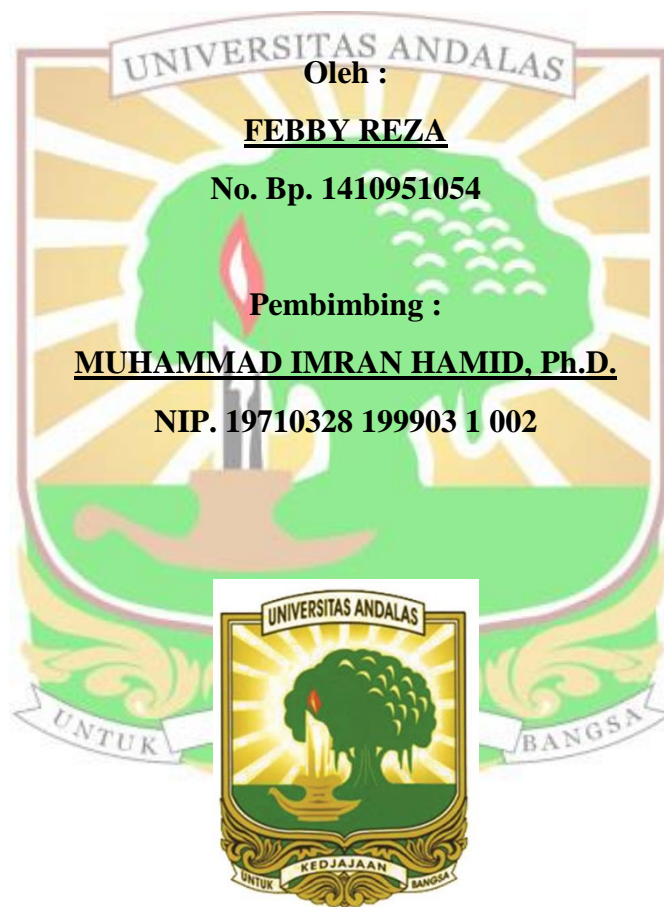 UNIVERSITAS ANDALAS
Oleh :
FEBBY REZA
No. Bp. 1410951054
Pembimbing :
MUHAMMAD IMRAN HAMID, Ph.D.
NIP. 19710328 199903 1 002
UNIVERSITAS ANDALAS
UNTUK BANGSA
KEDJAJAAN
UNTUK BANGSA